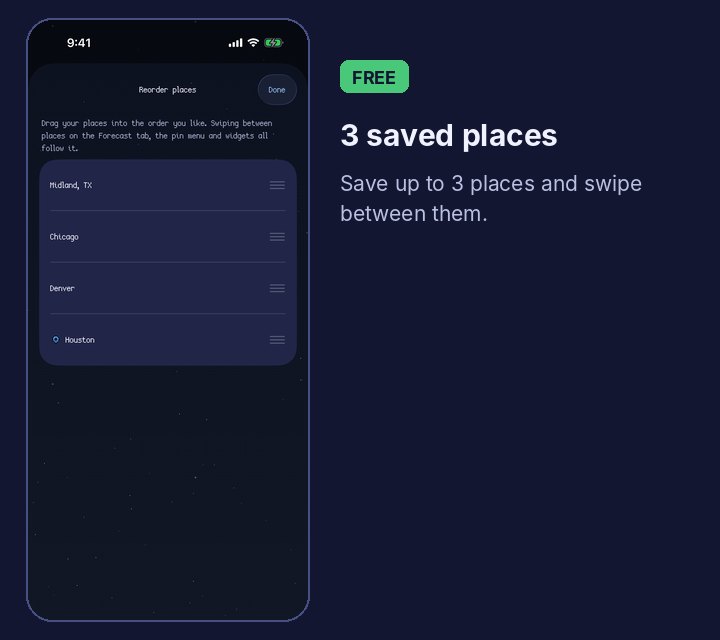 9:41
Reorder places
Done
Drag your places into the order you like. Swiping between
places on the Forecast tab, the pin menu and widgets all
follow it.
Midland, TX
Chicago
Denver
Houston
FREE
3 saved places
Save up to 3 places and swipe
between them.